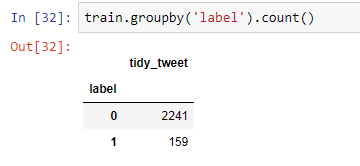 In [32]: train.groupby('label').count()
Out[32]:
tidy_tweet
label
0 2241
1 159